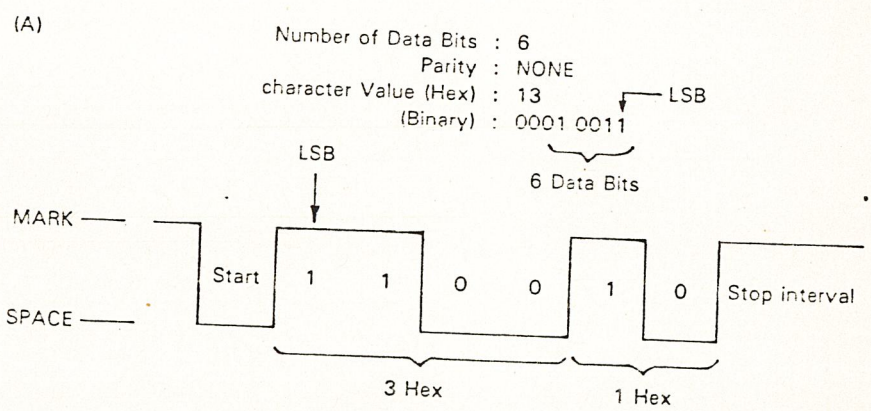 (A)
Number of Data Bits : 6
Parity : NONE
character Value (Hex) : 13
LSB
(Binary) : 0001 0011
LSB
6 Data Bits
MARK
Start 1 1 0 0 1 0 Stop interval
SPACE
3 Hex
1 Hex